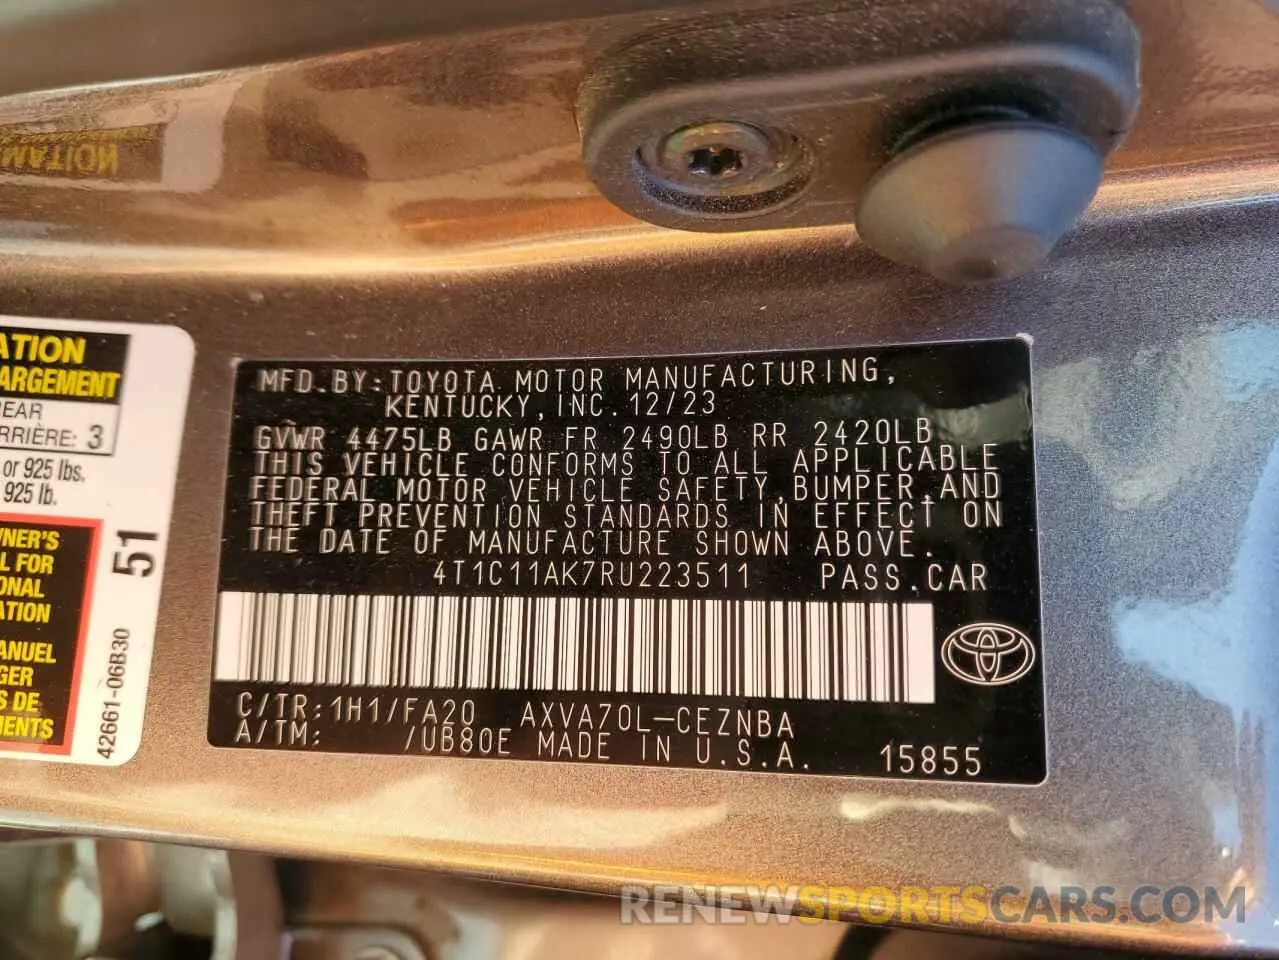 MATION
ATION
ARGEMENT
REAR
RRIÈRE: 3
or 925 lbs.
925 lb.
WNER'S
L FOR
ONAL
ATION
ANUEL
GER
S DE
MENTS
51
42661-06B30
MFD.BY:TOYOTA MOTOR MANUFACTURING,
KENTUCKY,INC.12/23
GVWR 4475LB GAWR FR 2490LB RR 2420LB
THIS VEHICLE CONFORMS TO ALL APPLICABLE
FEDERAL MOTOR VEHICLE SAFETY,BUMPER,AND
THEFT PREVENTION STANDARDS IN EFFECT ON
THE DATE OF MANUFACTURE SHOWN ABOVE.
4T1C11AK7RU223511 PASS.CAR
C/TR:1H1/FA20 AXVA70L-CEZNBA
A/TM: /UB80E MADE IN U.S.A. 15855
RENEWSPORTSCARS.COM